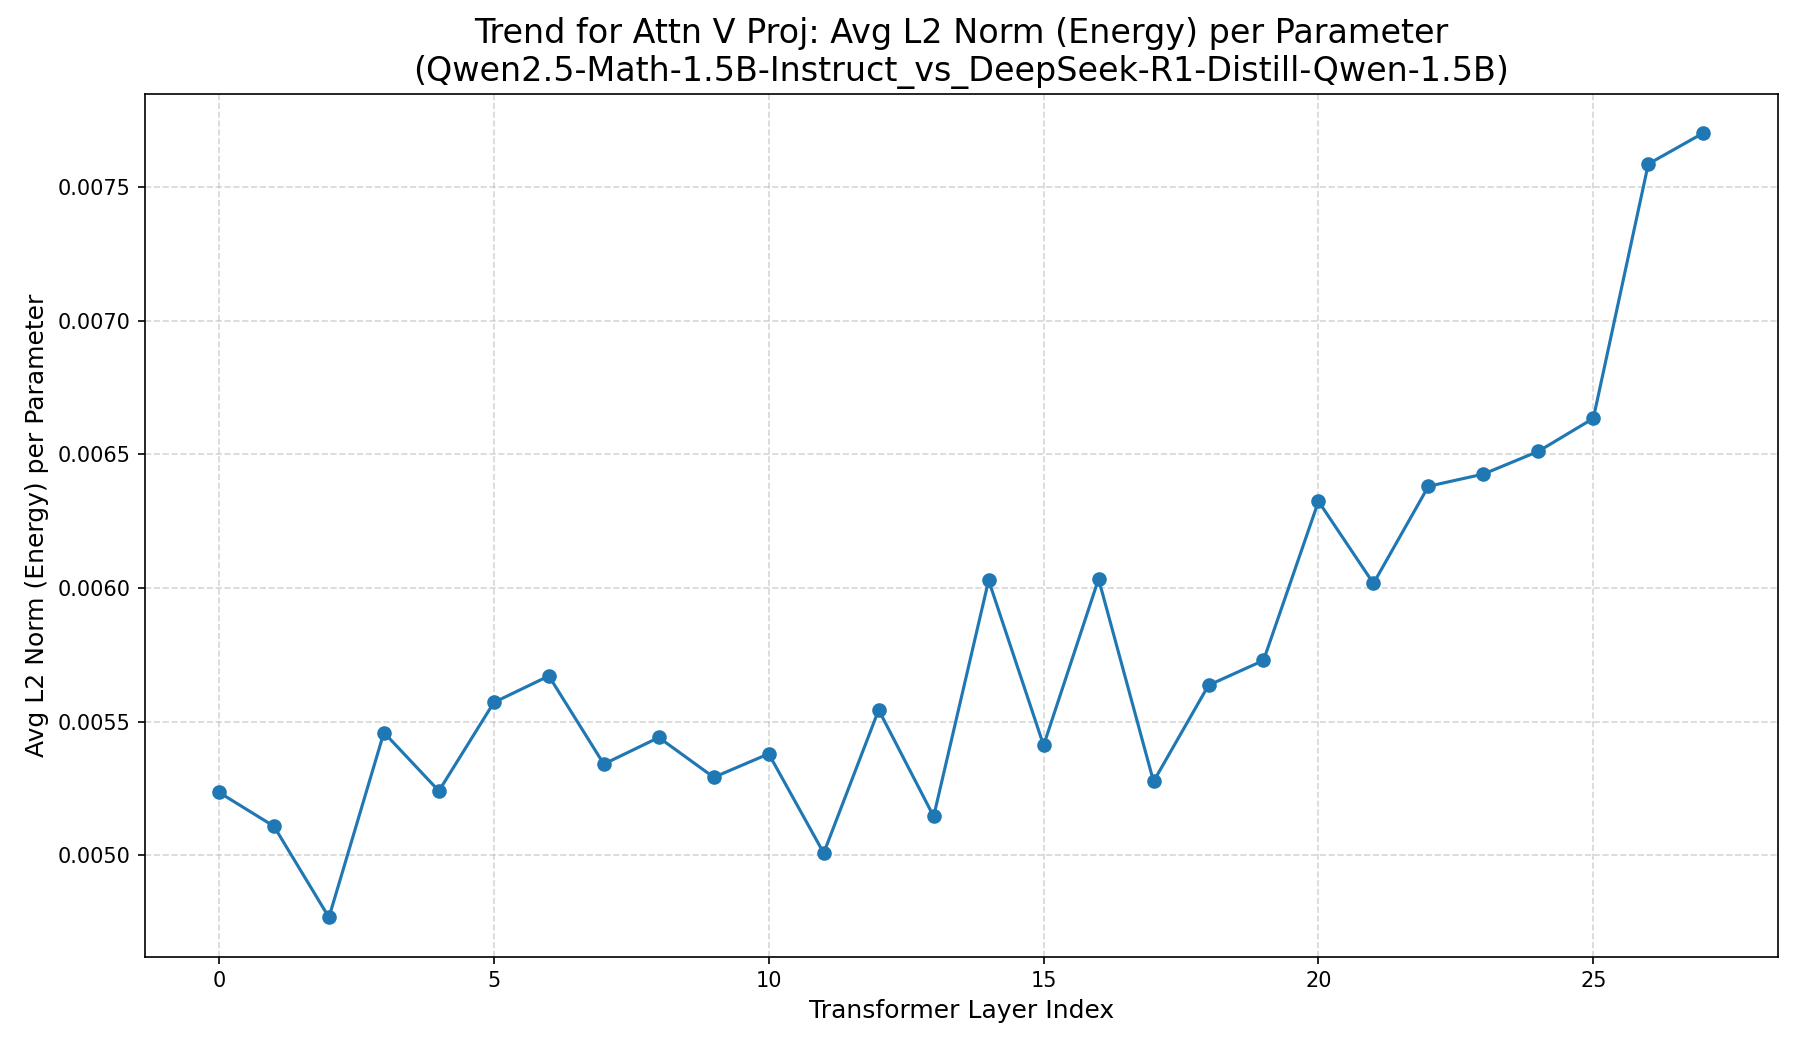 Trend for Attn V Proj: Avg L2 Norm (Energy) per Parameter
(Qwen2.5-Math-1.5B-Instruct_vs_DeepSeek-R1-Distill-Qwen-1.5B)
Avg L2 Norm (Energy) per Parameter
0.0075
0.0070
0.0065
0.0060
0.0055
0.0050
0 5 10 15 20 25
Transformer Layer Index